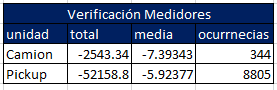 Verificación Medidores
unidad total media ocurrnecias
Camion -2543.34 -7.39343 344
Pickup -52158.8 -5.92377 8805